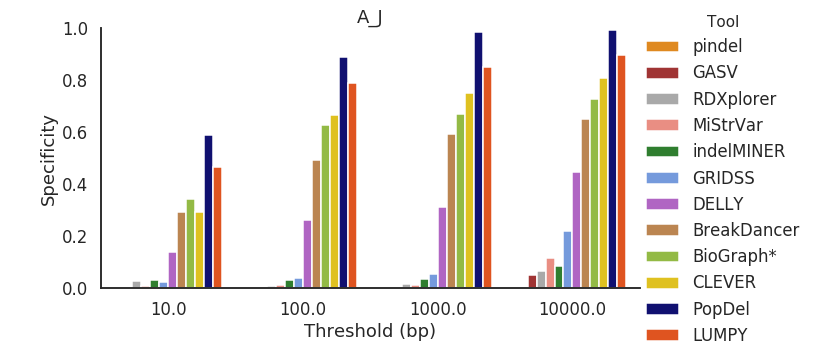 A_J
Specificity
1.0
0.8
0.6
0.4
0.2
0.0
10.0 100.0 1000.0 10000.0
Threshold (bp)
Tool
pindel
GASV
RDXplorer
MiStrVar
indelMINER
GRIDSS
DELLY
BreakDancer
BioGraph*
CLEVER
PopDel
LUMPY